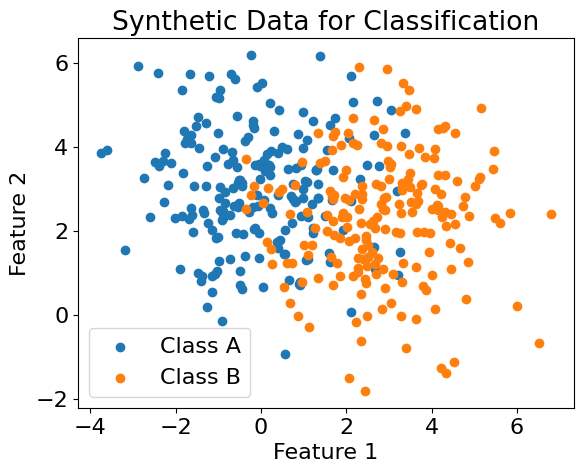 Synthetic Data for Classification
Feature 2
6
4
2
0
−2
Class A
Class B
−4
−2
0
2
4
6
Feature 1